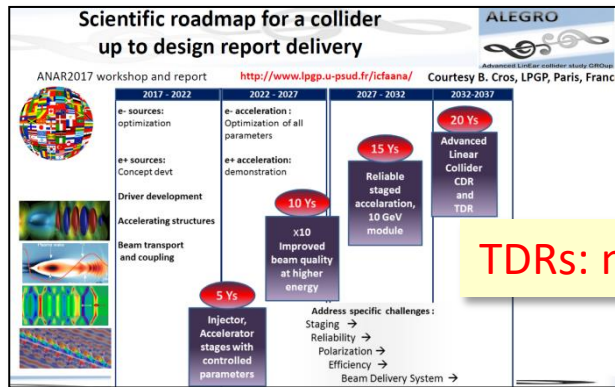 Scientific roadmap for a collider
up to design report delivery
ALEGRO
Advanced LinEar collider study GROup
ANAR2017 workshop and report
http://www.lpgp.u-psud.fr/icfaana/
Courtesy B. Cros, LPGP, Paris, Franc
2017 - 2022
2022 - 2027
2027 - 2032
2032-2037
e- sources:
optimization
e+ sources:
Concept devt
Driver development
Accelerating structures
Beam transport
and coupling
e- acceleration :
Optimization of all
parameters
e+ acceleration:
demonstration
5 Ys
Injector,
Accelerator
stages with
controlled
parameters
10 Ys
x10
Improved
beam quality
at higher
energy
15 Ys
Reliable
staged
accelaration,
10 GeV
module
20 Ys
Advanced
Linear
Collider
CDR
and
TDR
TDRs:
Address specific challenges :
Staging →
Reliability →
Polarization →
Efficiency →
Beam Delivery System →